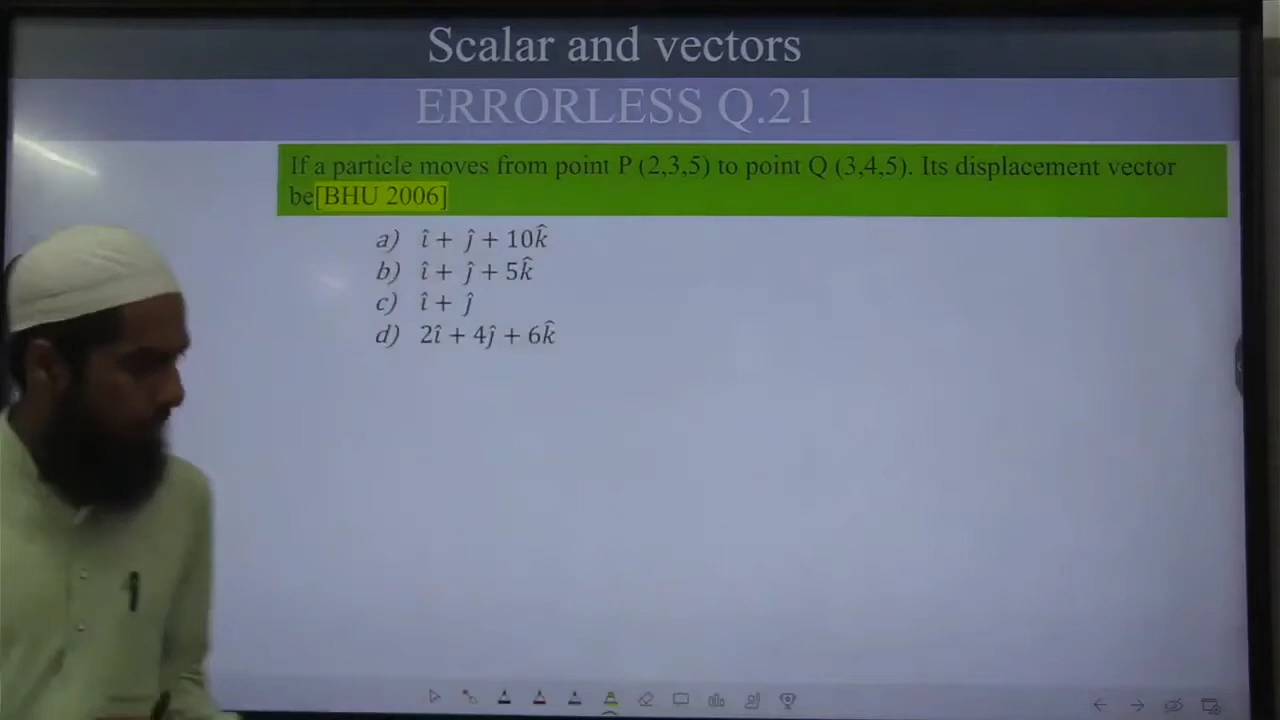 Scalar and vectors
ERRORLESS Q.21
If a particle moves from point P (2,3,5) to point Q (3,4,5). Its displacement vector
be[BHU 2006]
a) î + ĵ + 10k̂
b) î + ĵ + 5k̂
c) î + ĵ
d) 2î + 4ĵ + 6k̂